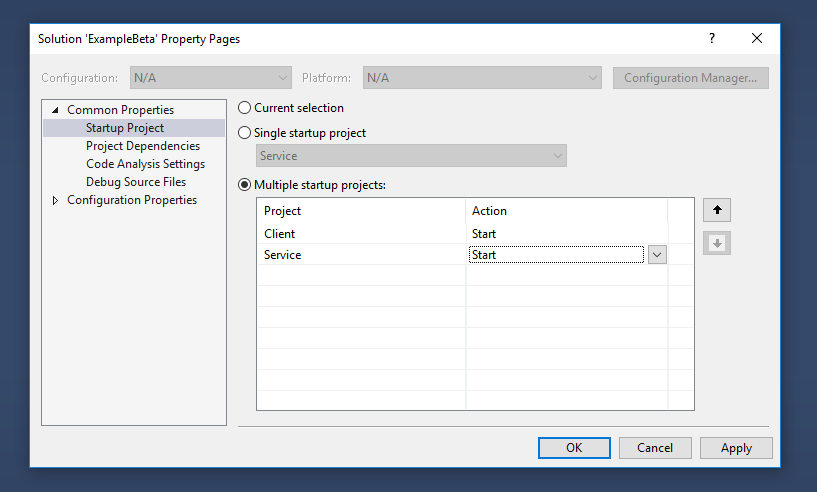 Solution 'ExampleBeta' Property Pages ?
Configuration: N/A Platform: N/A Configuration Manager...
Common Properties
Startup Project
Project Dependencies
Code Analysis Settings
Debug Source Files
Configuration Properties
Current selection
Single startup project
Service
Multiple startup projects:
Project Action
Client Start
Service Start
OK Cancel Apply